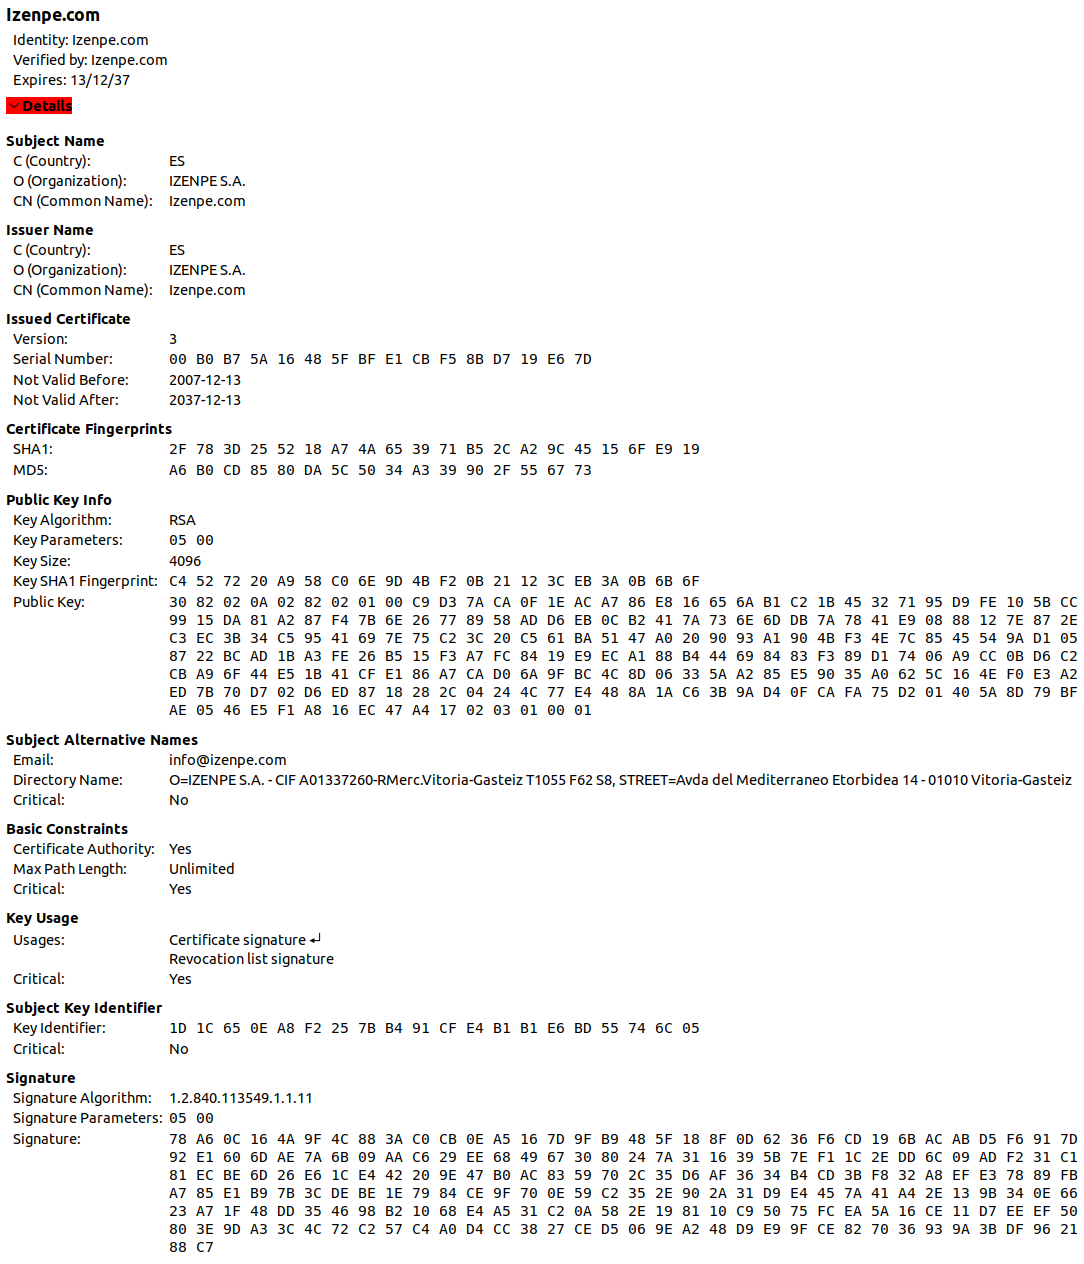 Izenpe.com
Identity: Izenpe.com
Verified by: Izenpe.com
Expires: 13/12/37
Details
Subject Name
C (Country): ES
O (Organization): IZENPE S.A.
CN (Common Name): Izenpe.com
Issuer Name
C (Country): ES
O (Organization): IZENPE S.A.
CN (Common Name): Izenpe.com
Issued Certificate
Version: 3
Serial Number: 00 B0 B7 5A 16 48 5F BF E1 CB F5 8B D7 19 E6 7D
Not Valid Before: 2007-12-13
Not Valid After: 2037-12-13
Certificate Fingerprints
SHA1: 2F 78 3D 25 52 18 A7 4A 65 39 71 B5 2C A2 9C 45 15 6F E9 19
MD5: A6 B0 CD 85 80 DA 5C 50 34 A3 39 90 2F 55 67 73
Public Key Info
Key Algorithm: RSA
Key Parameters: 05 00
Key Size: 4096
Key SHA1 Fingerprint: C4 52 72 20 A9 58 C0 6E 9D 4B F2 0B 21 12 3C EB 3A 0B 6B 6F
Public Key: 30 82 02 0A 02 82 02 01 00 C9 D3 7A CA 0F 1E AC A7 86 E8 16 65 6A B1 C2 1B 45 32 71 95 D9 FE 10 5B CC
99 15 DA 81 A2 87 F4 7B 6E 26 77 89 58 AD D6 EB 0C B2 41 7A 73 6E 6D DB 7A 78 41 E9 08 88 12 7E 87 2E
C3 EC 3B 34 C5 95 41 69 7E 75 C2 3C 20 C5 61 BA 51 47 A0 20 90 93 A1 90 4B F3 4E 7C 85 45 54 9A D1 05
87 22 BC AD 1B A3 FE 26 B5 15 F3 A7 FC 84 19 E9 EC A1 88 B4 44 69 84 83 F3 89 D1 74 06 A9 CC 0B D6 C2
CB A9 6F 44 E5 1B 41 CF E1 86 A7 CA D0 6A 9F BC 4C 8D 06 33 5A A2 85 E5 90 35 A0 62 5C 16 4E F0 E3 A2
ED 7B 70 D7 02 D6 ED 87 18 28 2C 04 24 4C 77 E4 48 8A 1A C6 3B 9A D4 0F CA FA 75 D2 01 40 5A 8D 79 BF
AE 05 46 E5 F1 A8 16 EC 47 A4 17 02 03 01 00 01
Subject Alternative Names
Email: info@izenpe.com
Directory Name: O=IZENPE S.A. - CIF A01337260-RMerc.Vitoria-Gasteiz T1055 F62 S8, STREET=Avda del Mediterraneo Etorbidea 14 - 01010 Vitoria-Gasteiz
Critical: No
Basic Constraints
Certificate Authority: Yes
Max Path Length: Unlimited
Critical: Yes
Key Usage
Usages: Certificate signature ↲
Revocation list signature
Critical: Yes
Subject Key Identifier
Key Identifier: 1D 1C 65 0E A8 F2 25 7B B4 91 CF E4 B1 B1 E6 BD 55 74 6C 05
Critical: No
Signature
Signature Algorithm: 1.2.840.113549.1.1.11
Signature Parameters: 05 00
Signature: 78 A6 0C 16 4A 9F 4C 88 3A C0 CB 0E A5 16 7D 9F B9 48 5F 18 8F 0D 62 36 F6 CD 19 6B AC AB D5 F6 91 7D
92 E1 60 6D AE 7A 6B 09 AA C6 29 EE 68 49 67 30 80 24 7A 31 16 39 5B 7E F1 1C 2E DD 6C 09 AD F2 31 C1
81 EC BE 6D 26 E6 1C E4 42 20 9E 47 B0 AC 83 59 70 2C 35 D6 AF 36 34 B4 CD 3B F8 32 A8 EF E3 78 89 FB
A7 85 E1 B9 7B 3C DE BE 1E 79 84 CE 9F 70 0E 59 C2 35 2E 90 2A 31 D9 E4 45 7A 41 A4 2E 13 9B 34 0E 66
23 A7 1F 48 DD 35 46 98 B2 10 68 E4 A5 31 C2 0A 58 2E 19 81 10 C9 50 75 FC EA 5A 16 CE 11 D7 EE EF 50
80 3E 9D A3 3C 4C 72 C2 57 C4 A0 D4 CC 38 27 CE D5 06 9E A2 48 D9 E9 9F CE 82 70 36 93 9A 3B DF 96 21
88 C7